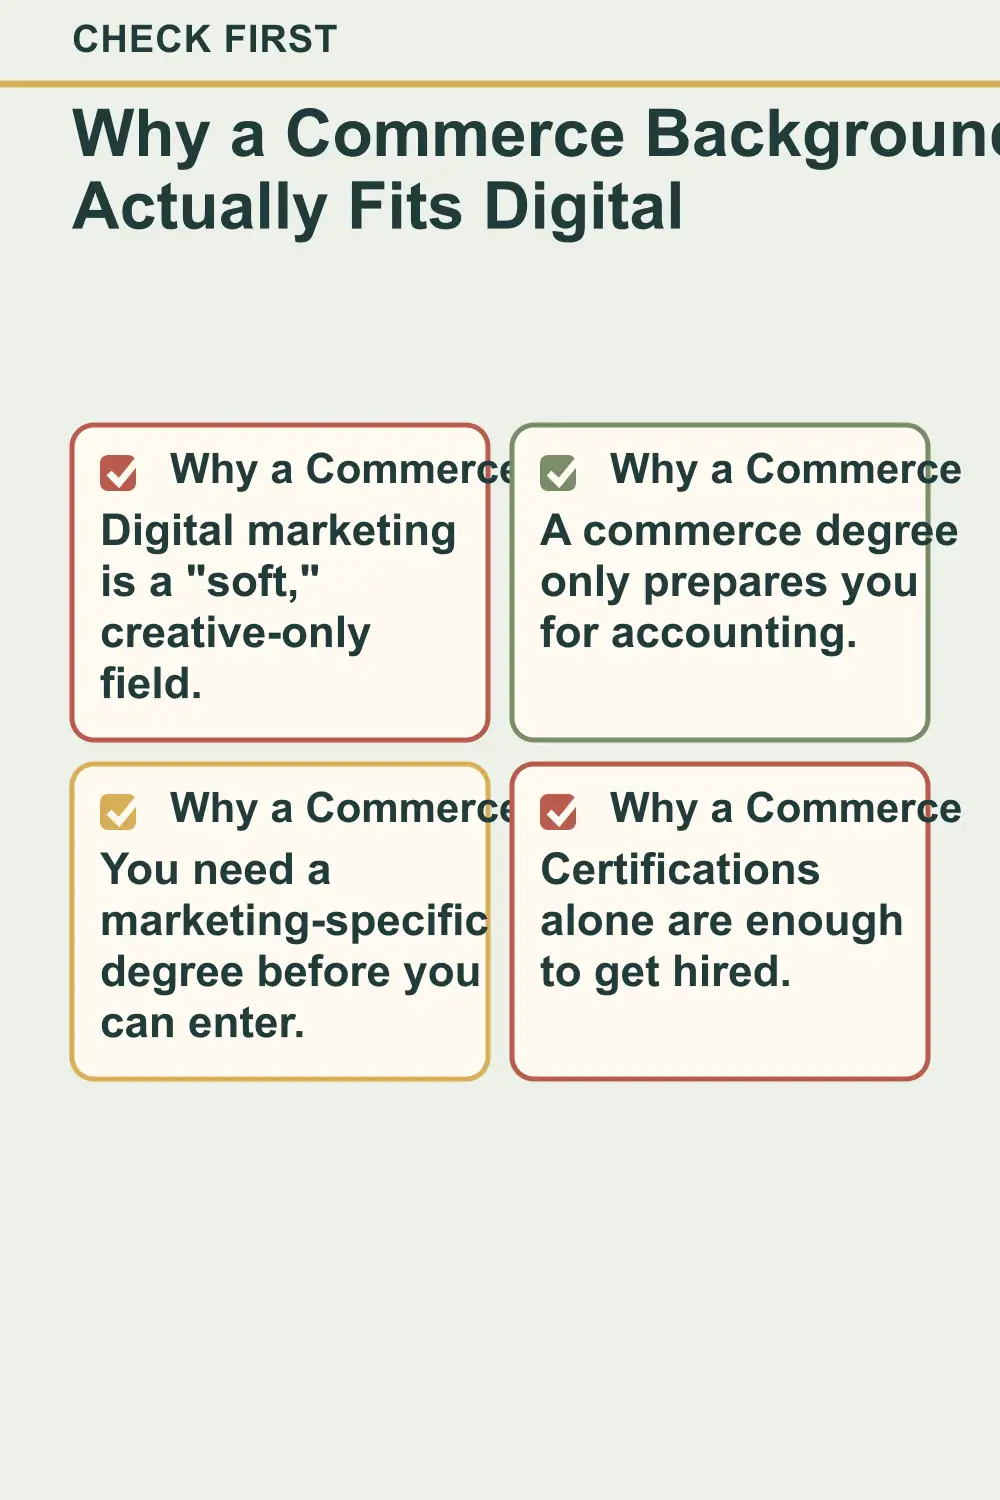 CHECK FIRST
Why a Commerce Background
Actually Fits Digital
Why a Commerce
Digital marketing
is a "soft,"
creative-only
field.
Why a Commerce
A commerce degree
only prepares you
for accounting.
Why a Commerce
You need a
marketing-specific
degree before you
can enter.
Why a Commerce
Certifications
alone are enough
to get hired.